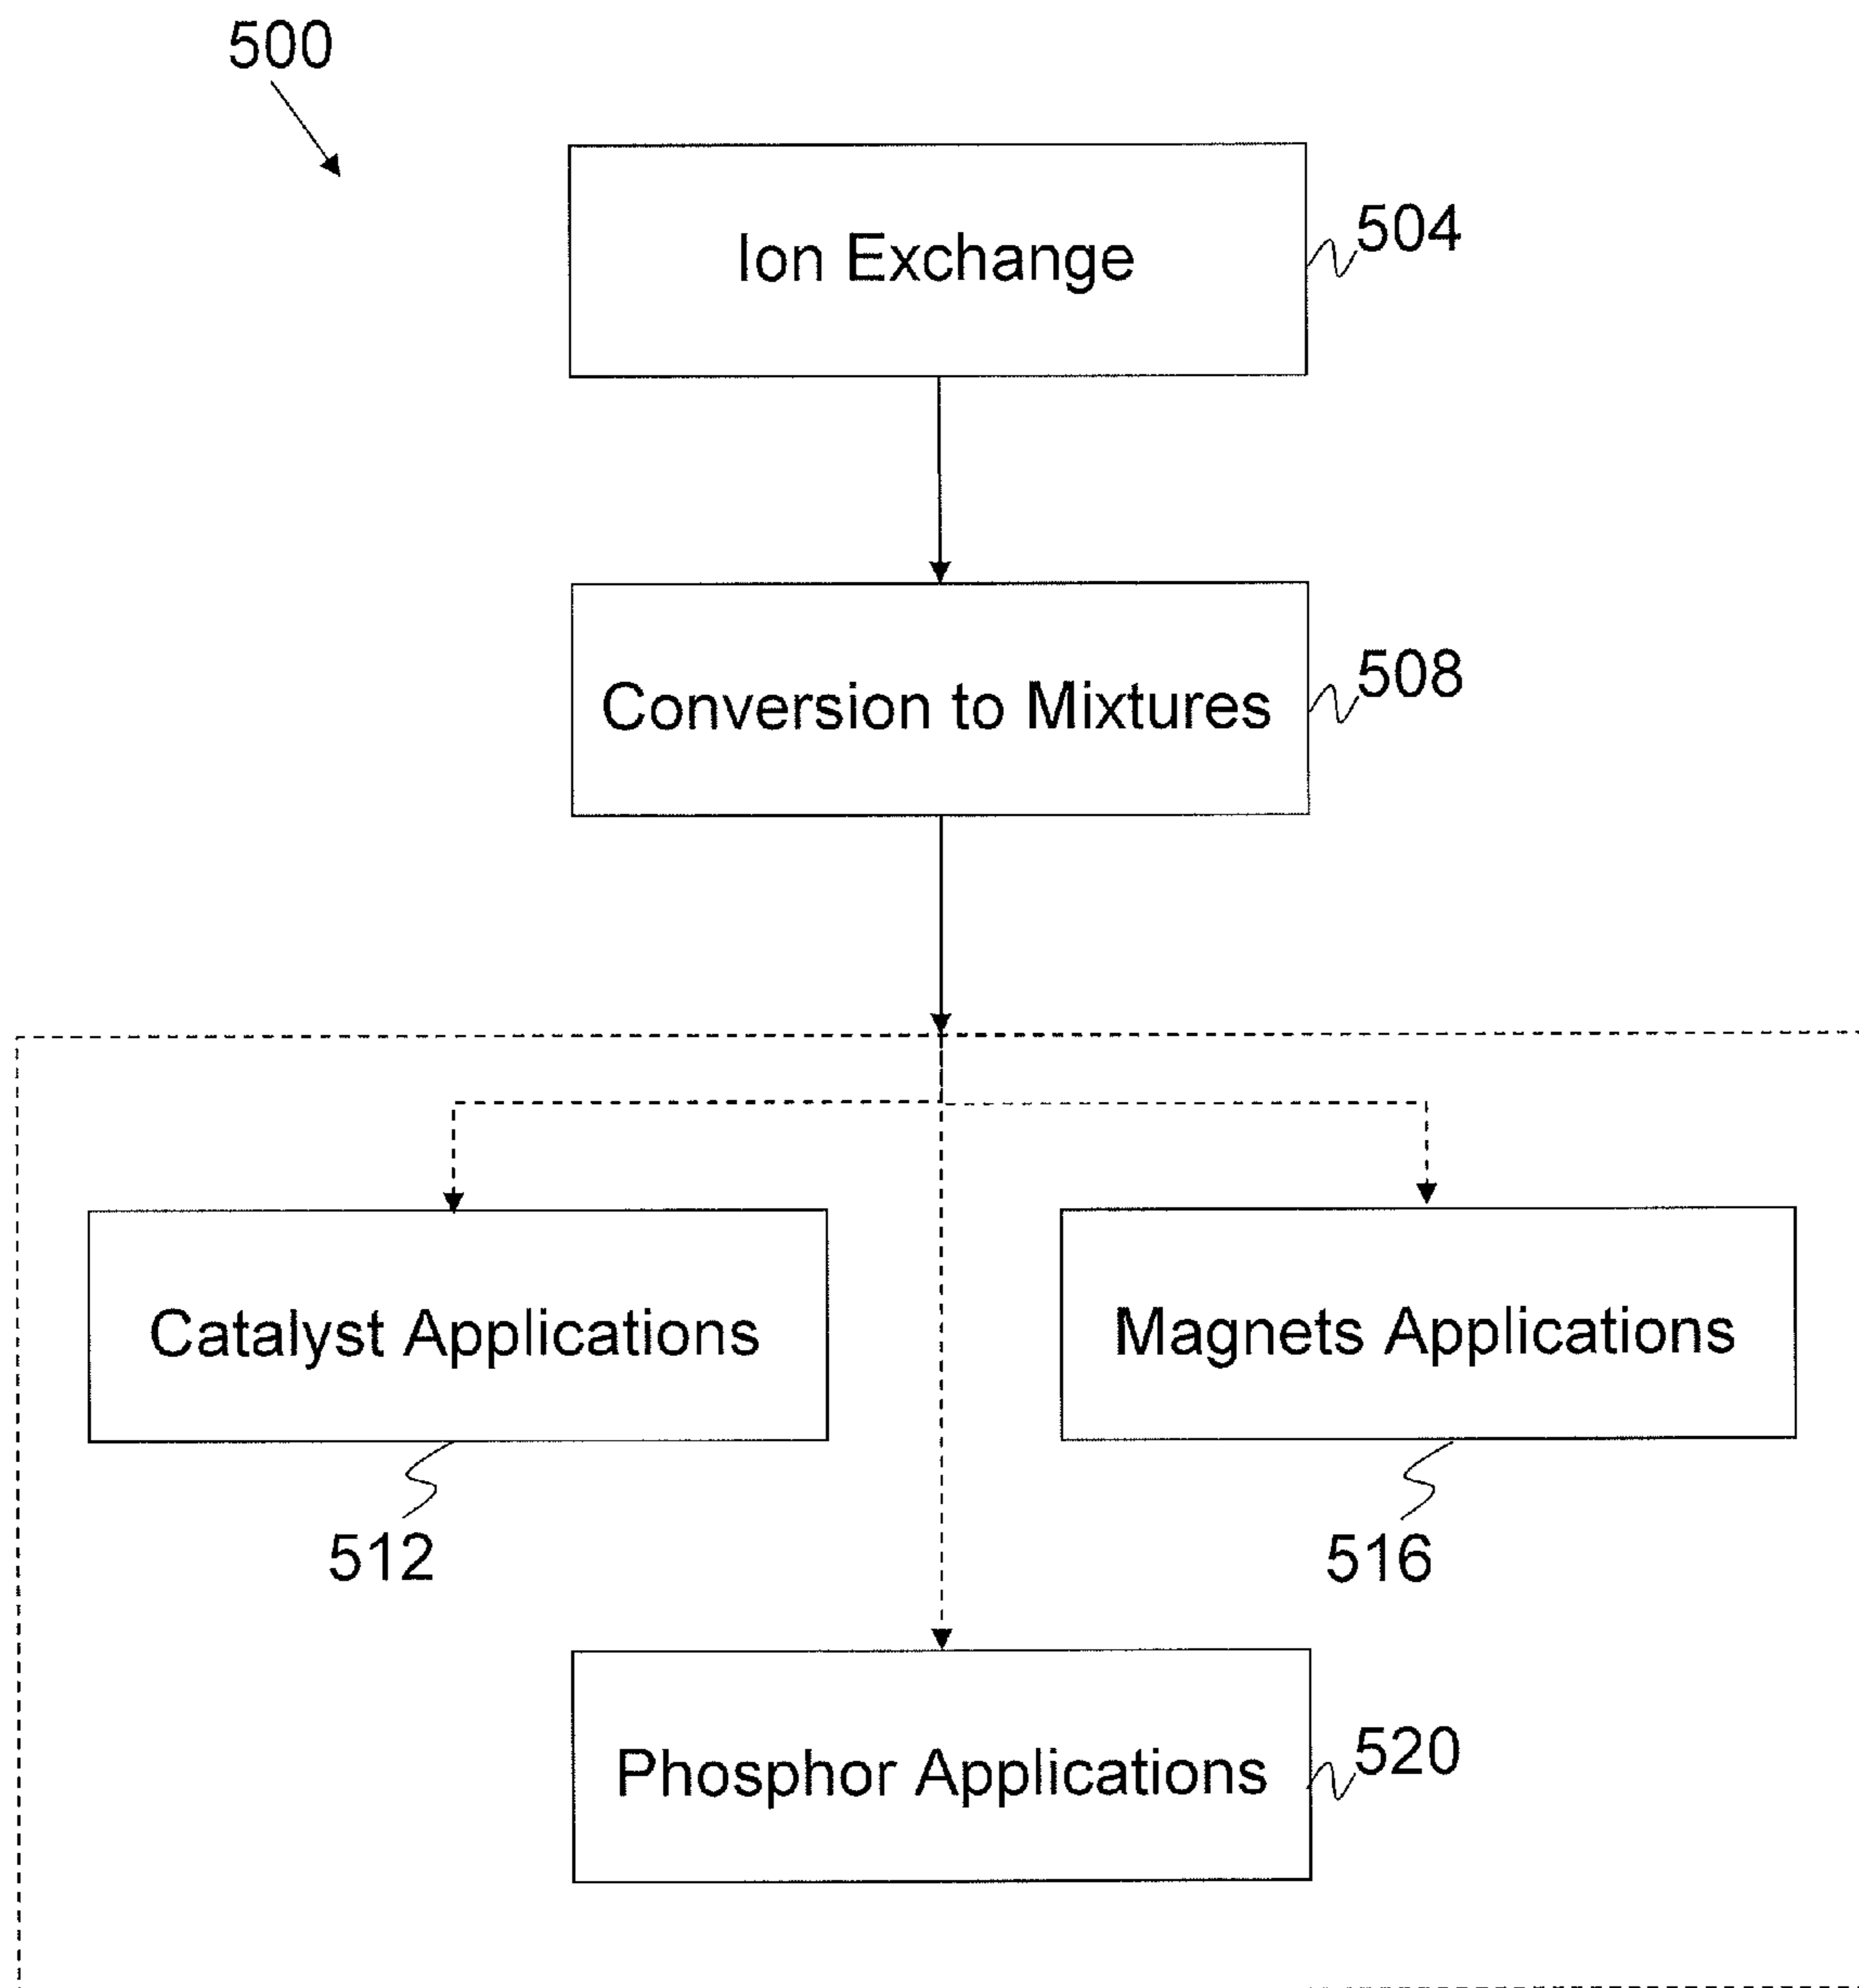 500
Ion Exchange
504
Conversion to Mixtures
508
Catalyst Applications
Magnets Applications
512
516
Phosphor Applications
520